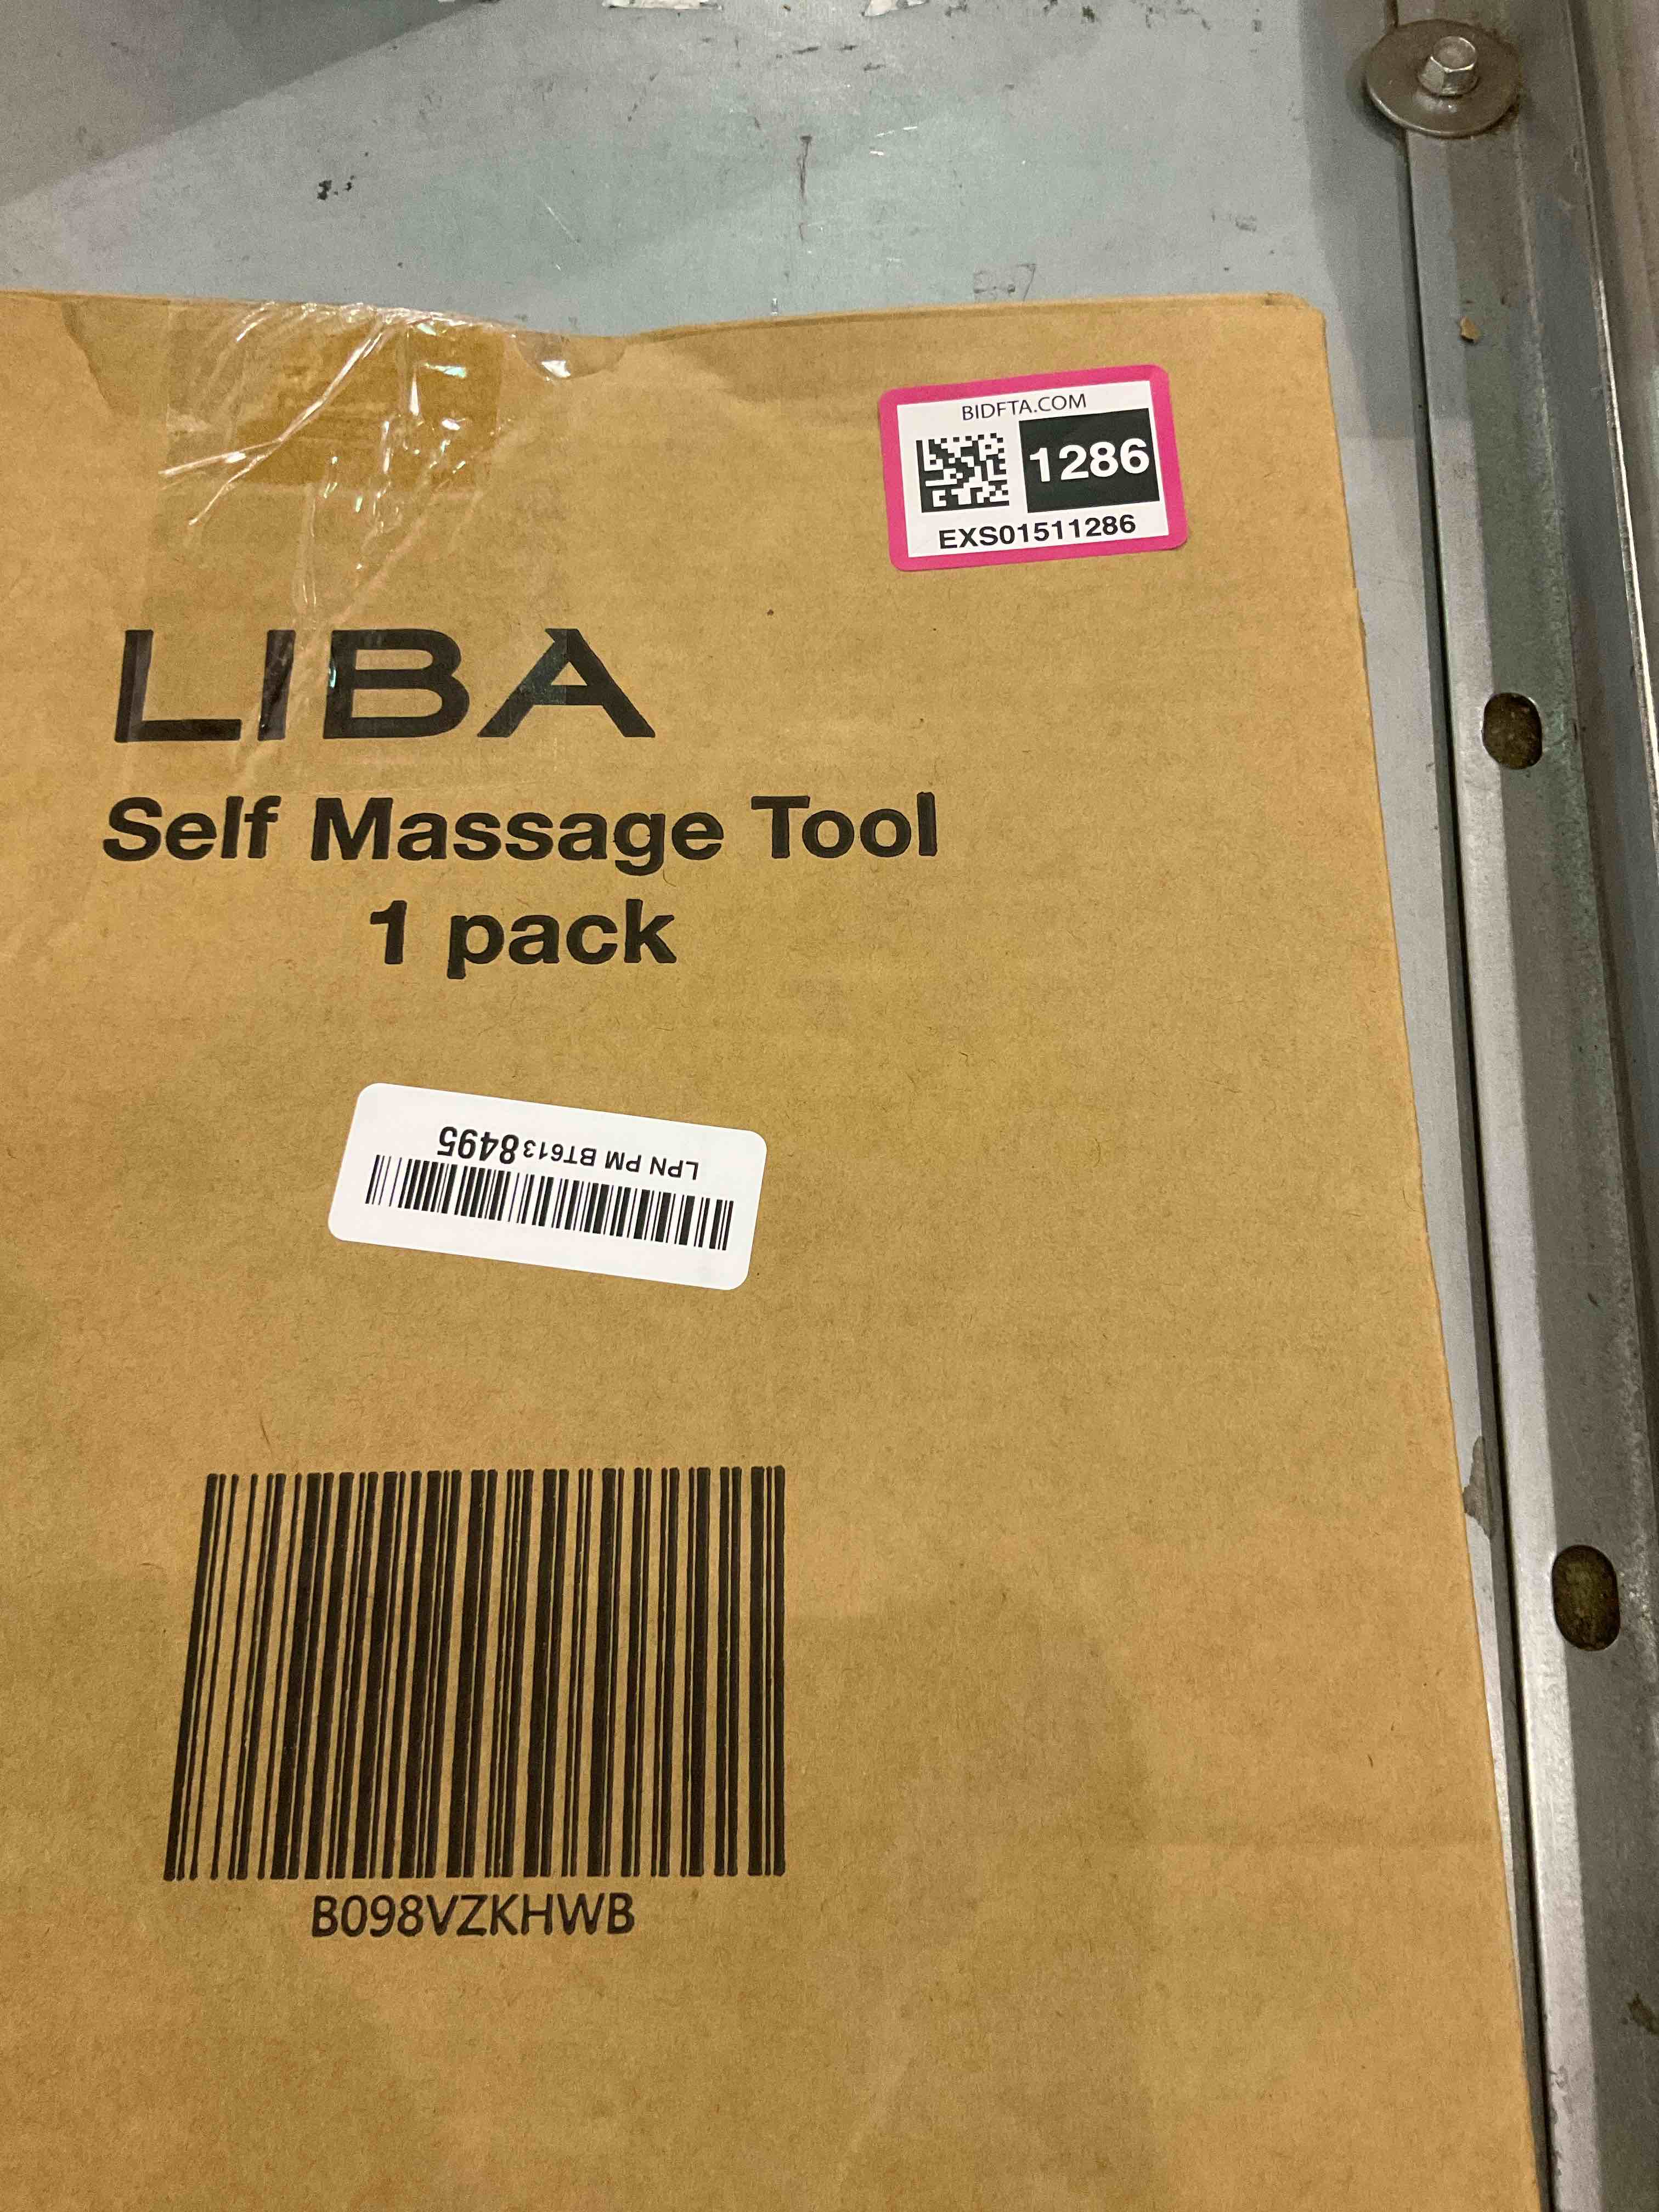 BIDFTA.COM
1286
EXS01511286
LIBA
Self Massage Tool
1 pack
LPN PM BT6138495
B098VZKHWB